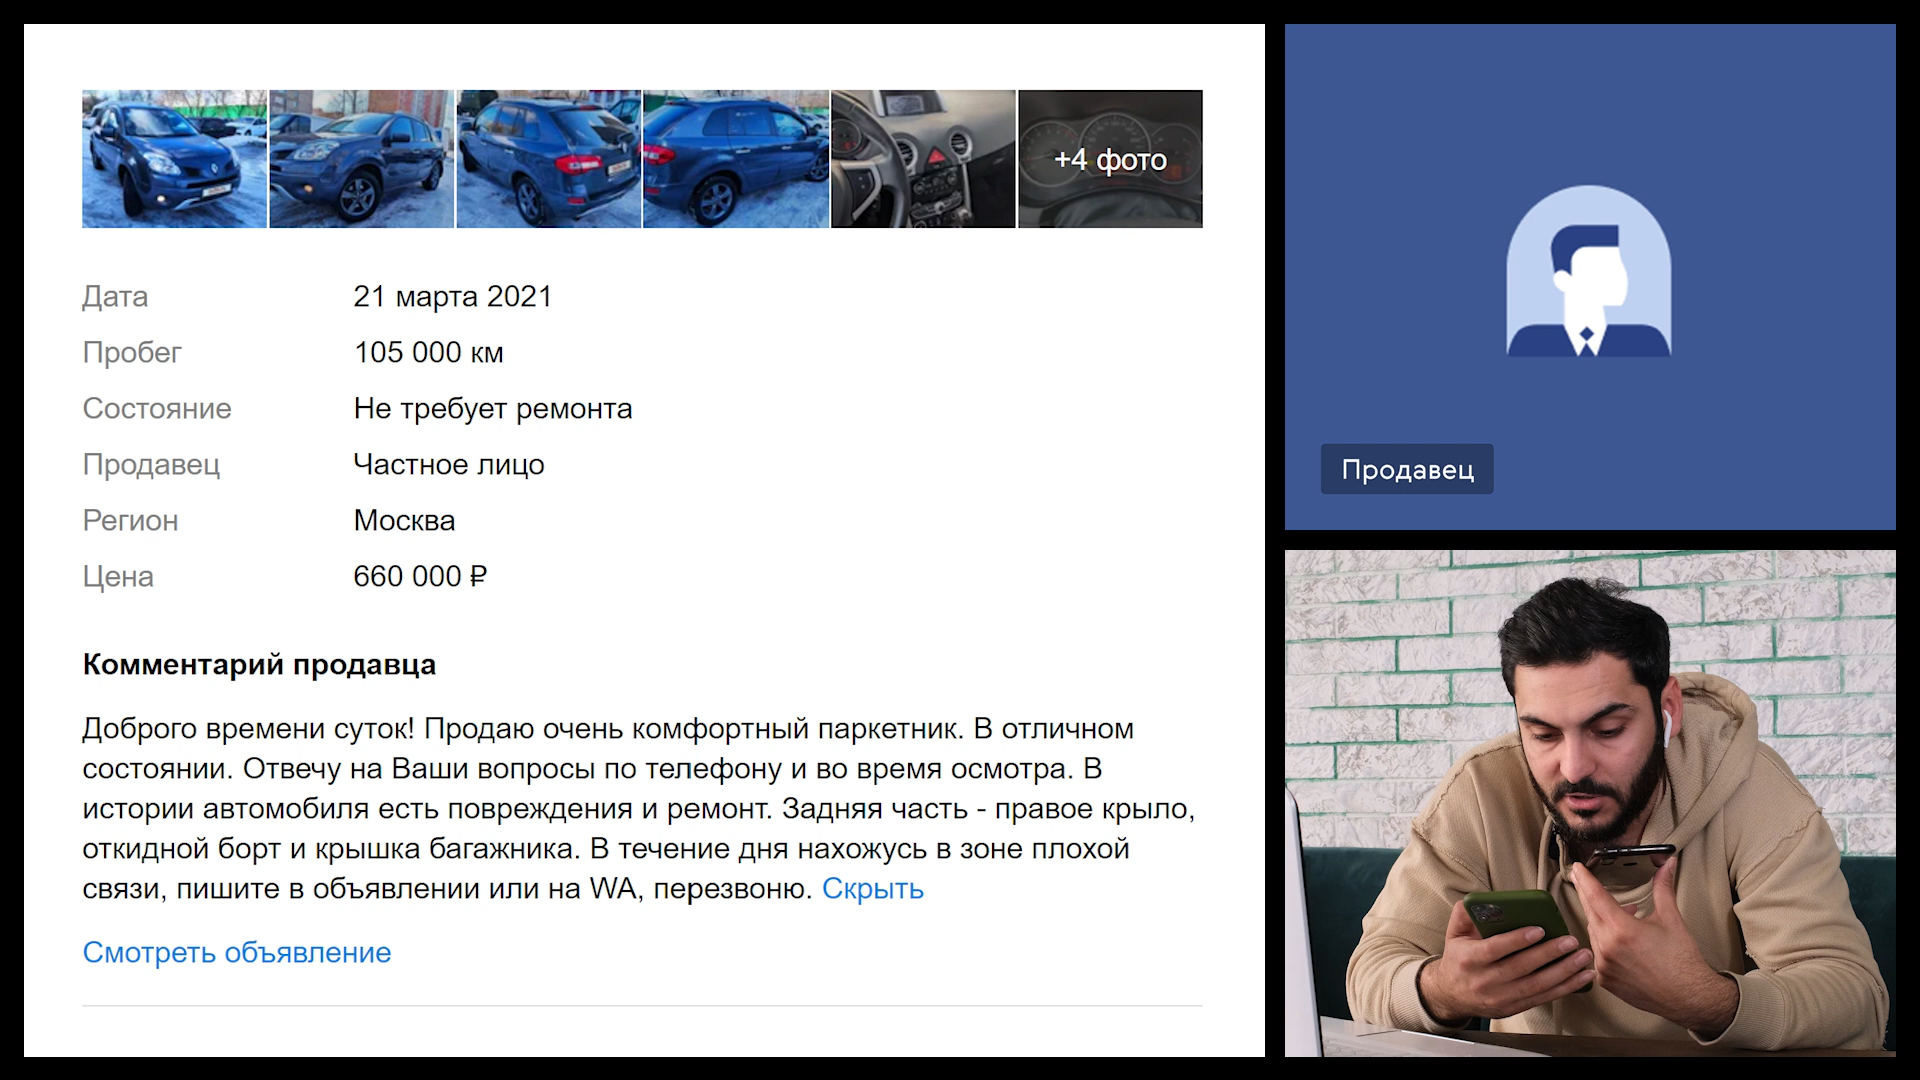 +4 фото
Дата 21 марта 2021
Пробег 105 000 км
Состояние Не требует ремонта
Продавец Частное лицо
Регион Москва
Цена 660 000 ₽
Комментарий продавца
Доброго времени суток! Продаю очень комфортный паркетник. В отличном
состоянии. Отвечу на Ваши вопросы по телефону и во время осмотра. В
истории автомобиля есть повреждения и ремонт. Задняя часть - правое крыло,
откидной борт и крышка багажника. В течение дня нахожусь в зоне плохой
связи, пишите в объявлении или на WA, перезвоню. Скрыть
Смотреть объявление
Продавец